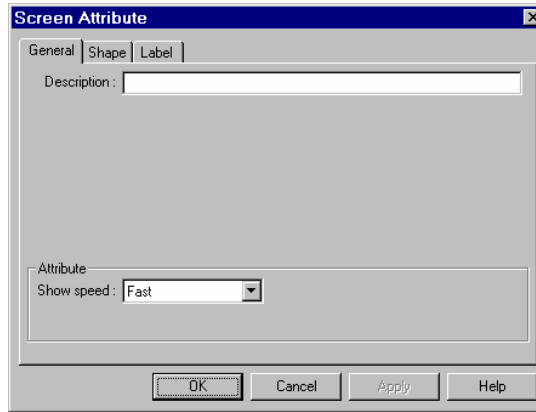 Screen Attribute
General Shape Label
Description :
Attribute
Show speed : Fast
OK Cancel Apply Help